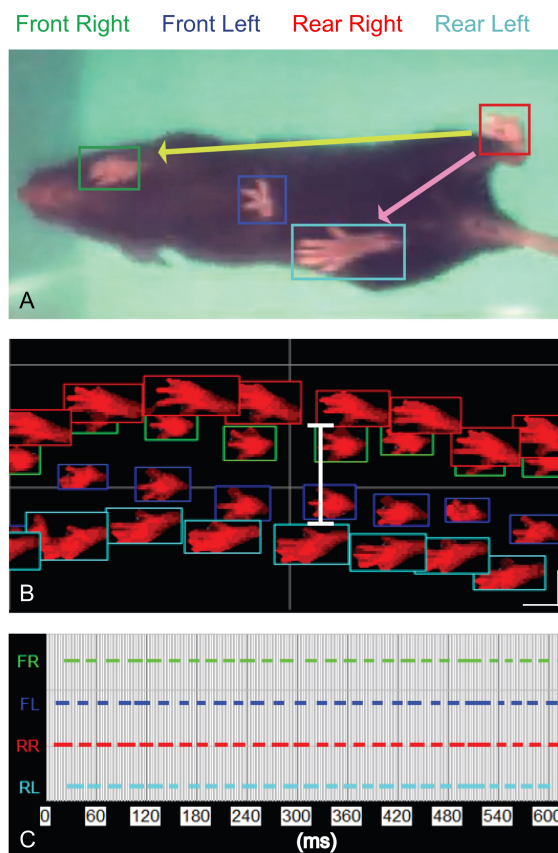 Front Right Front Left Rear Right Rear Left
A
B
FR
FL
RR
RL
0 60 120 180 240 300 360 420 480 540 600
C (ms)